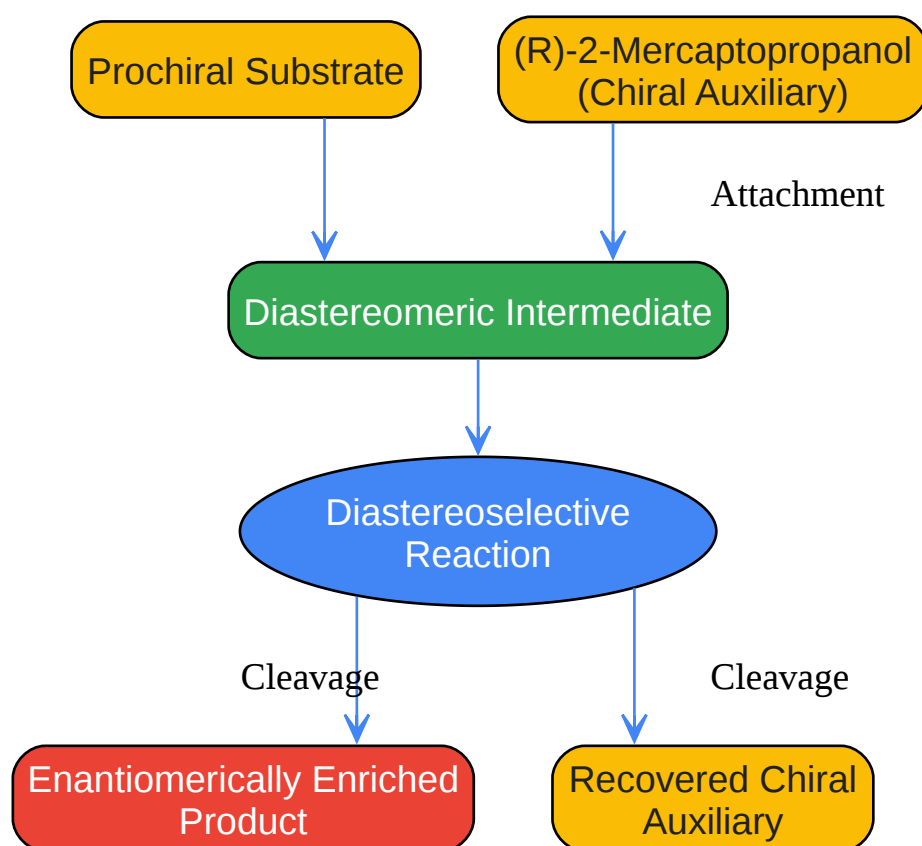 Prochiral Substrate
(R)-2-Mercaptopropanol
(Chiral Auxiliary)
Attachment
Diastereomeric Intermediate
Diastereoselective
Reaction
Cleavage
Cleavage
Enantiomerically Enriched
Product
Recovered Chiral
Auxiliary